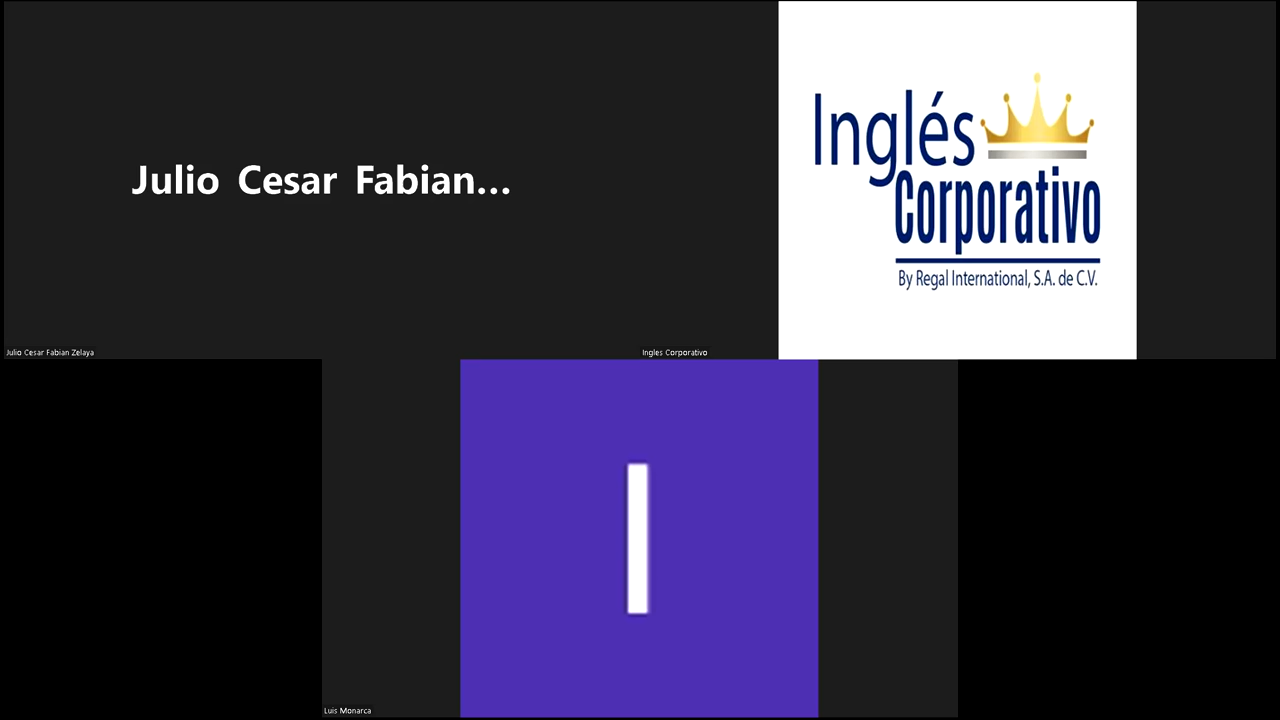 Julio Cesar Fabian...
Inglés
Corporativo
By Regal International, S.A. de C.V.
Julio Cesar Fabian Zelaya
Ingles Corporativo
l
Luis Monarca